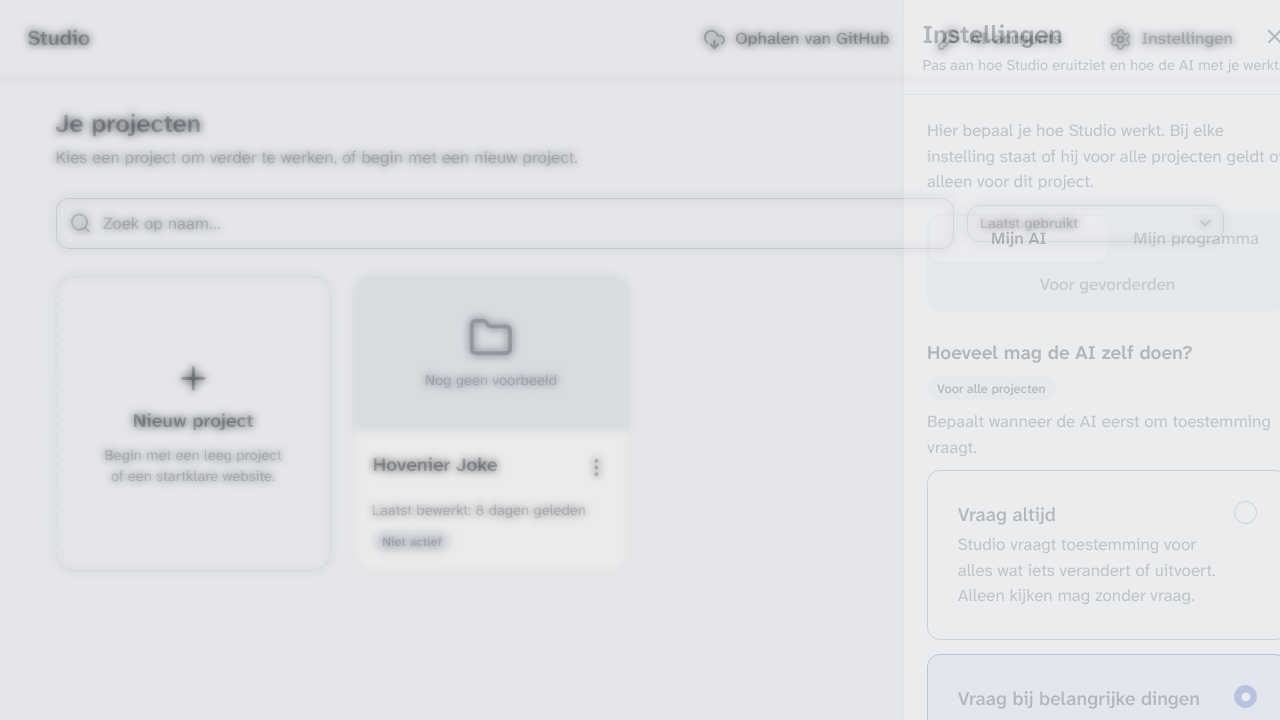 Studio
Ophalen van GitHub
AI-accounts
Instellingen
Je projecten
Kies een project om verder te werken, of begin met een nieuw project.
Zoek op naam...
Laatst gebruikt
Nieuw project
Begin met een leeg project
of een startklare website.
Nog geen voorbeeld
Hovenier Joke
Laatst bewerkt: 8 dagen geleden
Niet actief
Instellingen
Pas aan hoe Studio eruitziet en hoe de AI met je werkt.
Hier bepaal je hoe Studio werkt. Bij elke
instelling staat of hij voor alle projecten geldt of
alleen voor dit project.
Mijn AI
Mijn programma
Voor gevorderden
Hoeveel mag de AI zelf doen?
Voor alle projecten
Bepaalt wanneer de AI eerst om toestemming
vraagt.
Vraag altijd
Studio vraagt toestemming voor
alles wat iets verandert of uitvoert.
Alleen kijken mag zonder vraag.
Vraag bij belangrijke dingen